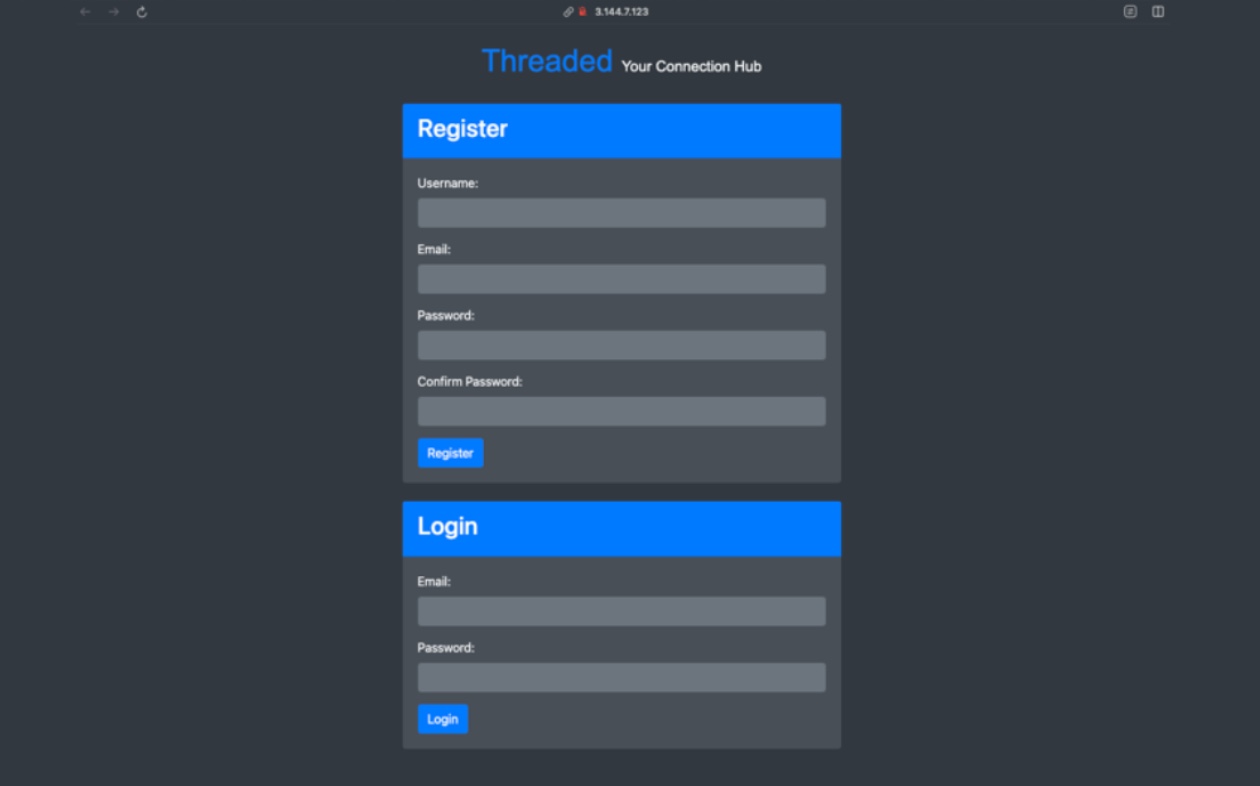 3.144.7.123
Threaded Your Connection Hub
Register
Username:
Email:
Password:
Confirm Password:
Register
Login
Email:
Password:
Login